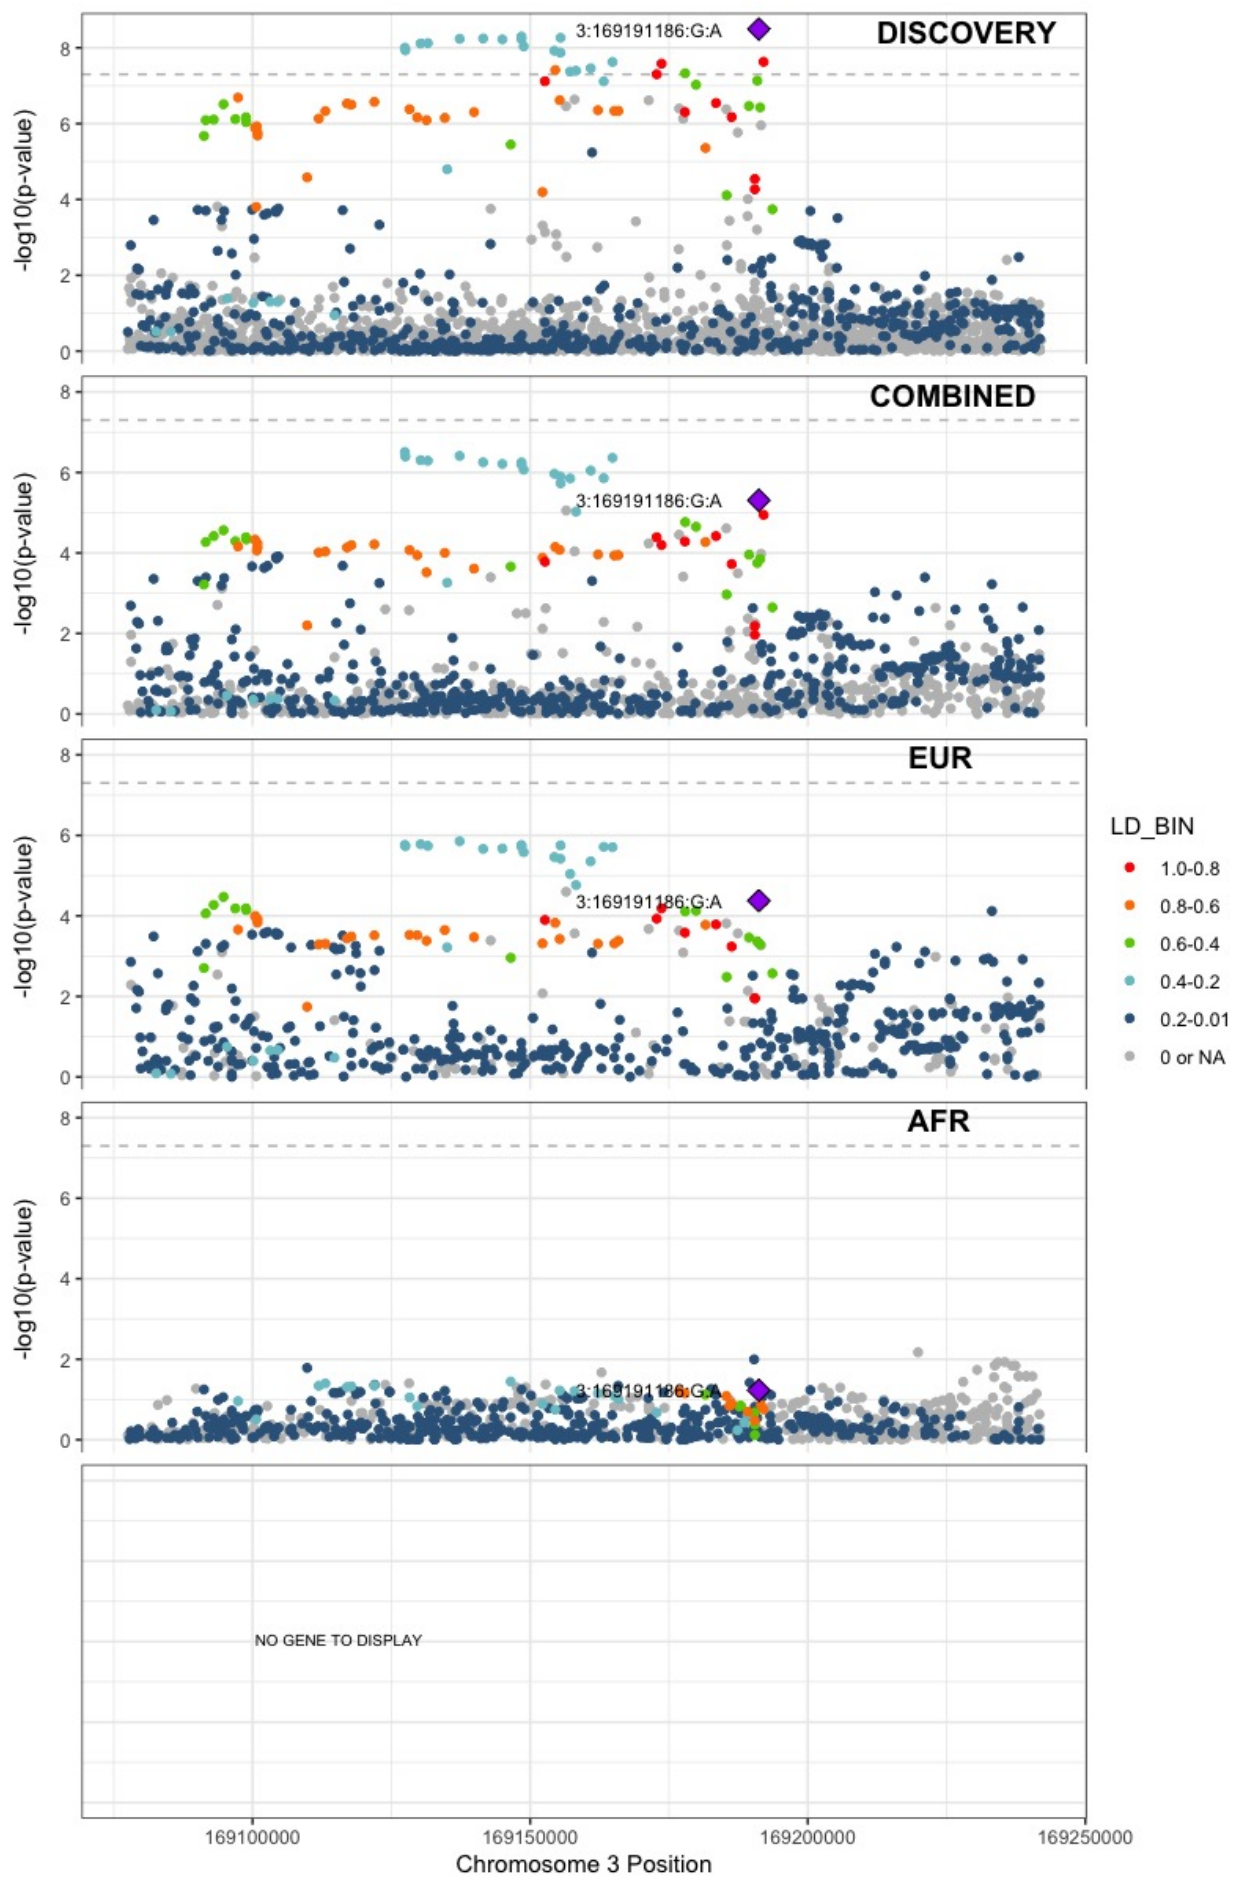 DISCOVERY
3:169191186:G:A
-log10(p-value)
8
6
4
2
0
COMBINED
3:169191186:G:A
-log10(p-value)
8
6
4
2
0
EUR
3:169191186:G:A
-log10(p-value)
8
6
4
2
0
LD_BIN
1.0-0.8
0.8-0.6
0.6-0.4
0.4-0.2
0.2-0.01
0 or NA
AFR
3:169191186:G:A
-log10(p-value)
8
6
4
2
0
NO GENE TO DISPLAY
169100000 169150000 169200000 169250000
Chromosome 3 Position